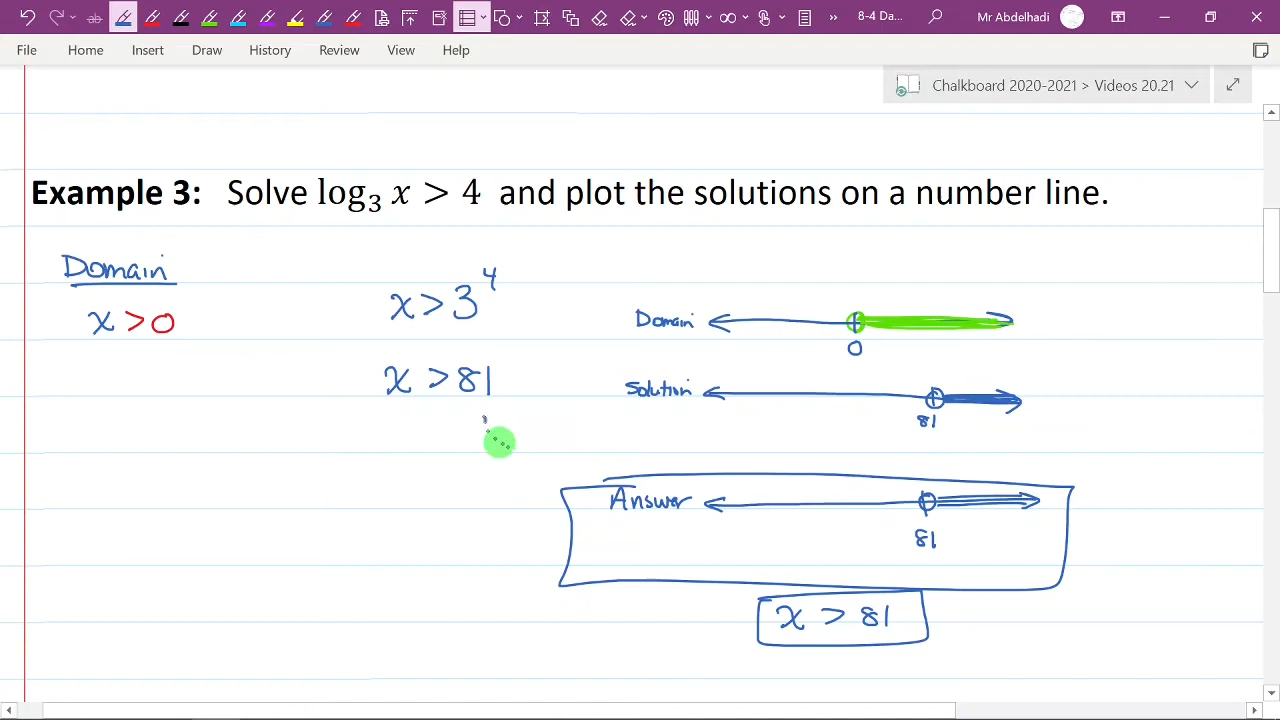 8-4 Da...
Mr Abdelhadi
File Home Insert Draw History Review View Help
Chalkboard 2020-2021 > Videos 20.21
Example 3: Solve log₃ x > 4 and plot the solutions on a number line.
Domain
x > 0
x > 3⁴
x > 81
Domain
0
Solution
81
Answer
81
x > 81